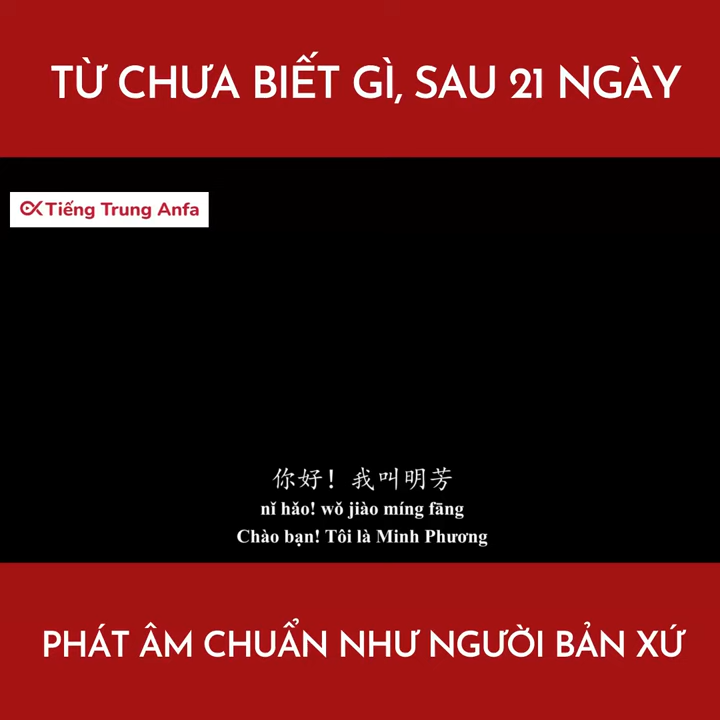 TỪ CHƯA BIẾT GÌ, SAU 21 NGÀY
Tiếng Trung Anfa
你好！我叫明芳
nǐ hǎo! wǒ jiào míng fāng
Chào bạn! Tôi là Minh Phương
PHÁT ÂM CHUẨN NHƯ NGƯỜI BẢN XỨ